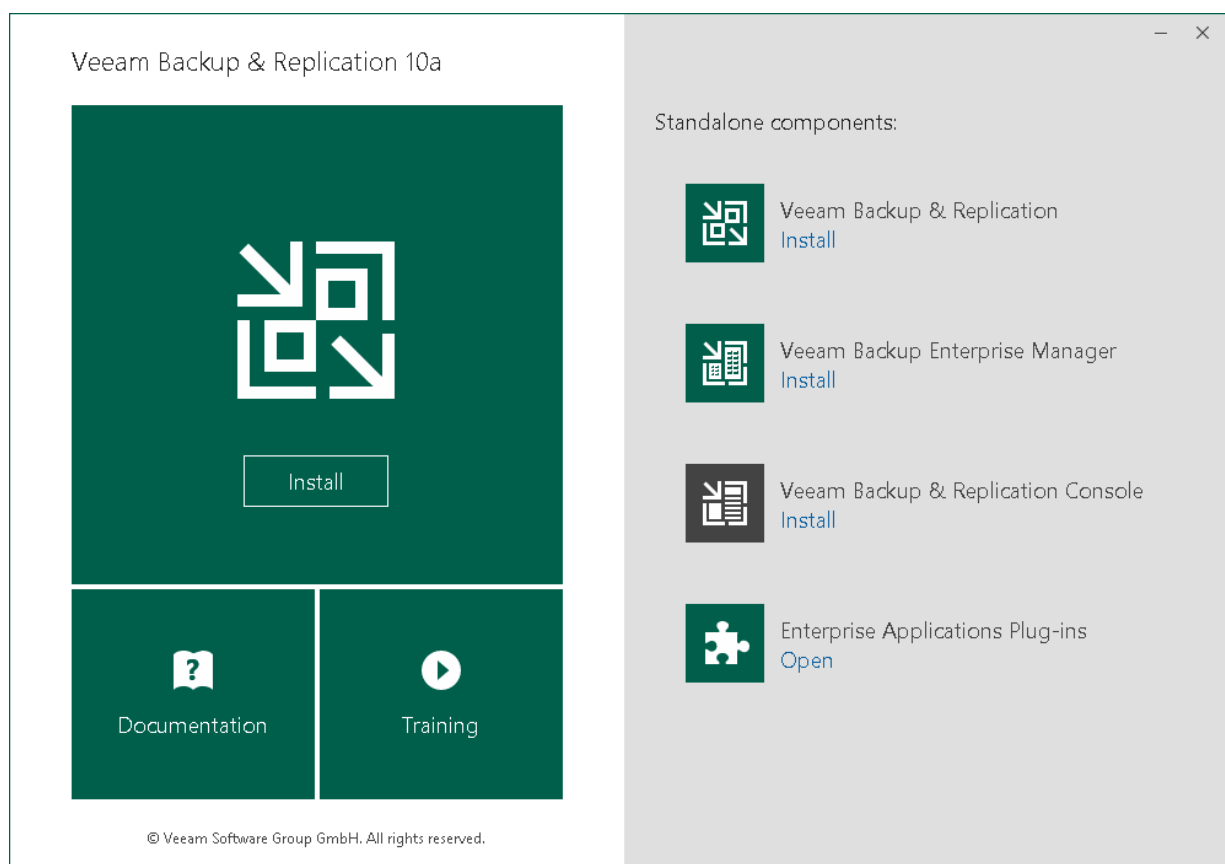 Veeam Backup & Replication 10a
Install
Documentation
Training
© Veeam Software Group GmbH. All rights reserved.
Standalone components:
Veeam Backup & Replication
Install
Veeam Backup Enterprise Manager
Install
Veeam Backup & Replication Console
Install
Enterprise Applications Plug-ins
Open